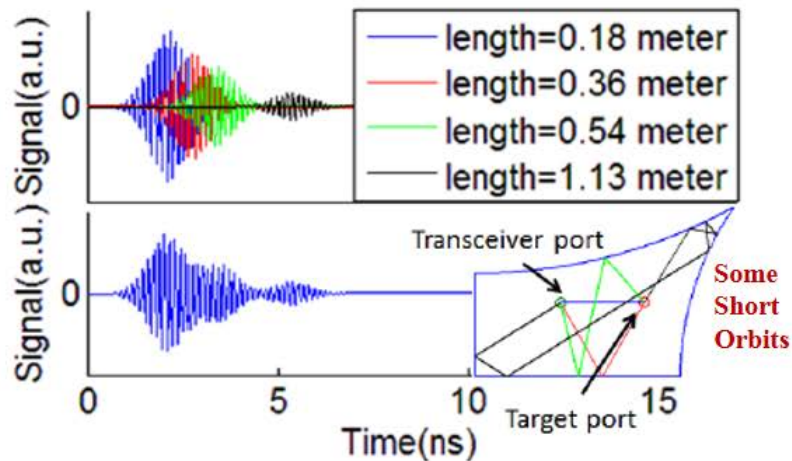 Signal(a.u.)
0
length=0.18 meter
length=0.36 meter
length=0.54 meter
length=1.13 meter
Signal(a.u.)
0
Transceiver port
Some
Short
Orbits
Target port
0
5
10
15
Time(ns)